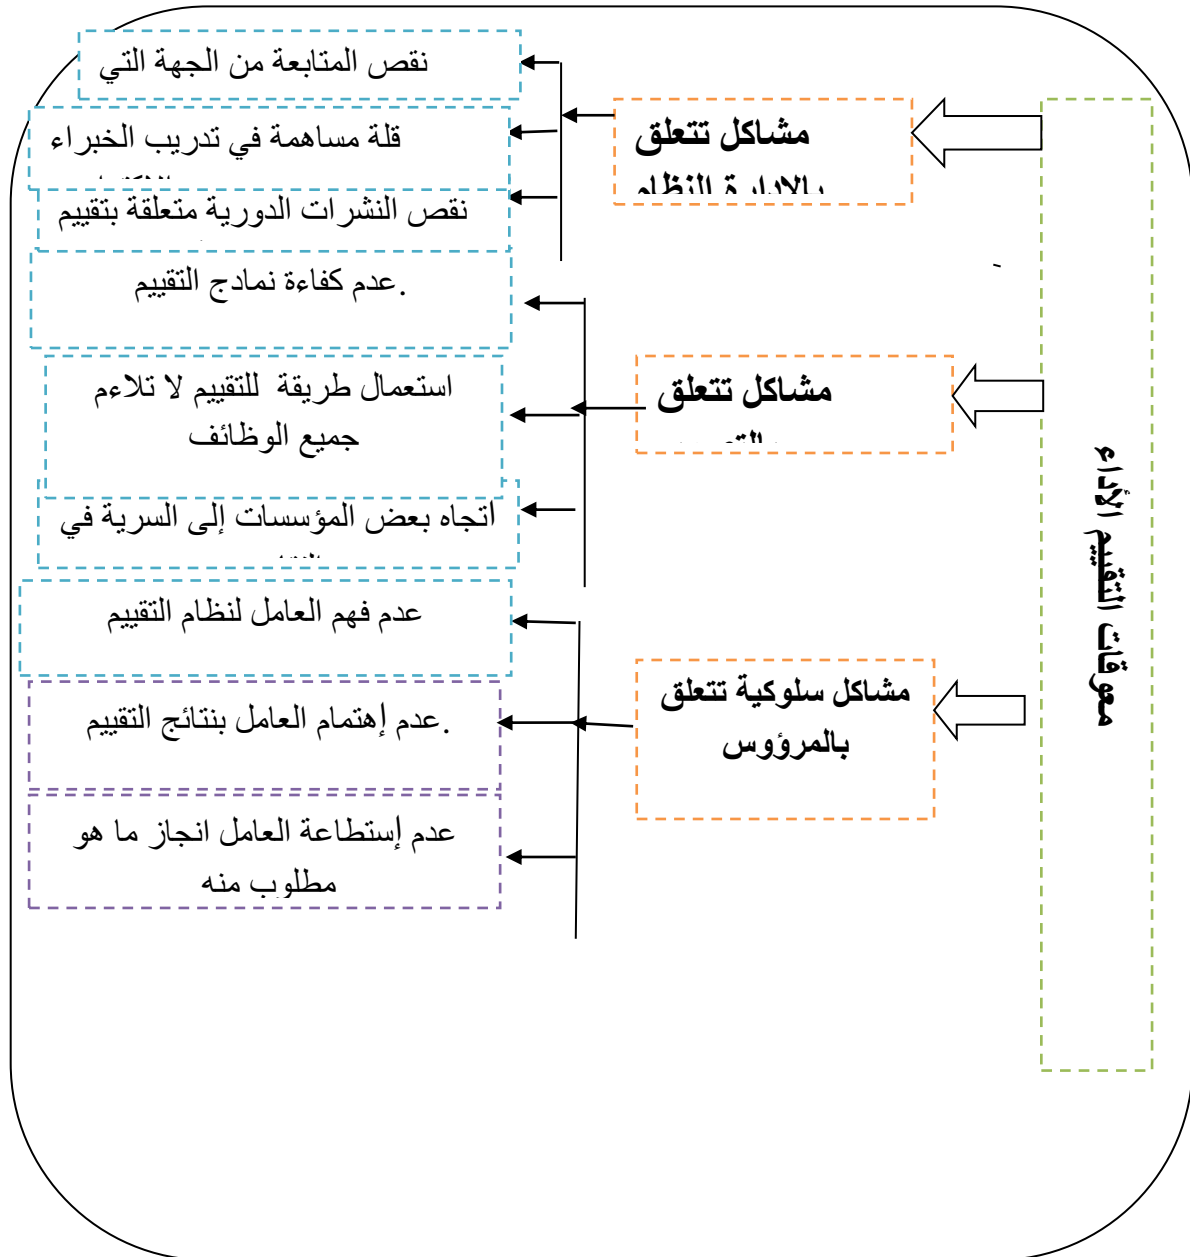 معوقات التقييم الأداء
مشاكل تتعلق
بالإدارة النظام
نقص المتابعة من الجهة التي
قلة مساهمة في تدريب الخبراء
نقص النشرات الدورية متعلقة بتقييم
مشاكل تتعلق
.عدم كفاءة نمادج التقييم
استعمال طريقة للتقييم لا تلاءم
جميع الوظائف
اتجاه بعض المؤسسات إلى السرية في
مشاكل سلوكية تتعلق
بالمرؤوس
عدم فهم العامل لنظام التقييم
.عدم إهتمام العامل بنتائج التقييم
عدم إستطاعة العامل انجاز ما هو
مطلوب منه